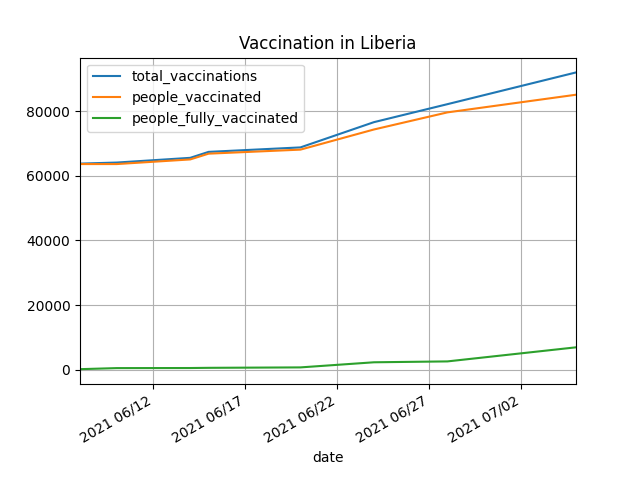 Vaccination in Liberia
total_vaccinations
people_vaccinated
people_fully_vaccinated
80000
60000
40000
20000
0
2021 06/12
2021 06/17
2021 06/22
2021 06/27
2021 07/02
date